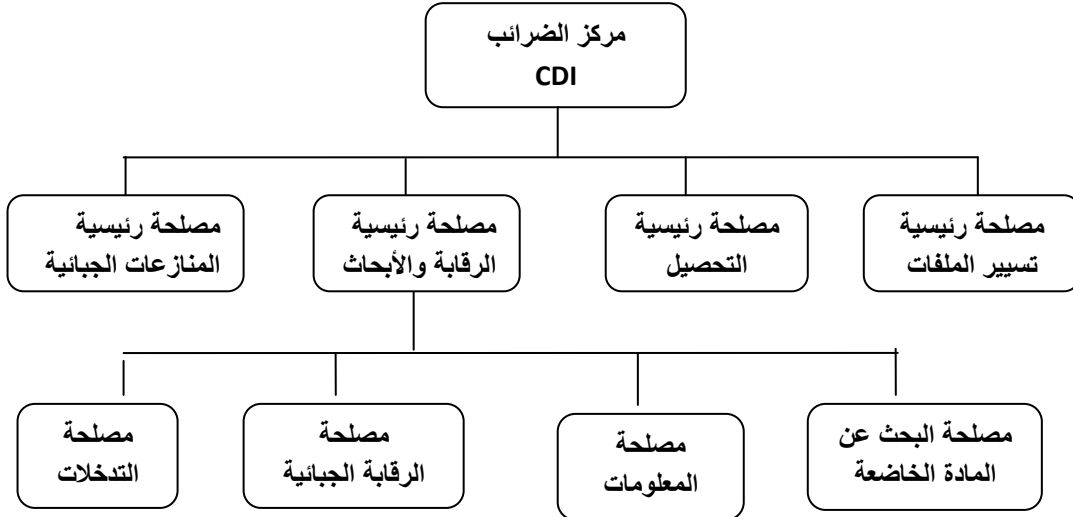 مركز الضرائب
CDI
مصلحة رئيسية
تسيير الملفات
مصلحة رئيسية
التحصيل
مصلحة رئيسية
الرقابة والأبحاث
مصلحة رئيسية
المنازعات الجبائية
مصلحة البحث عن
المادة الخاضعة
مصلحة
المعلومات
مصلحة
الرقابة الجبائية
مصلحة
التدخلات